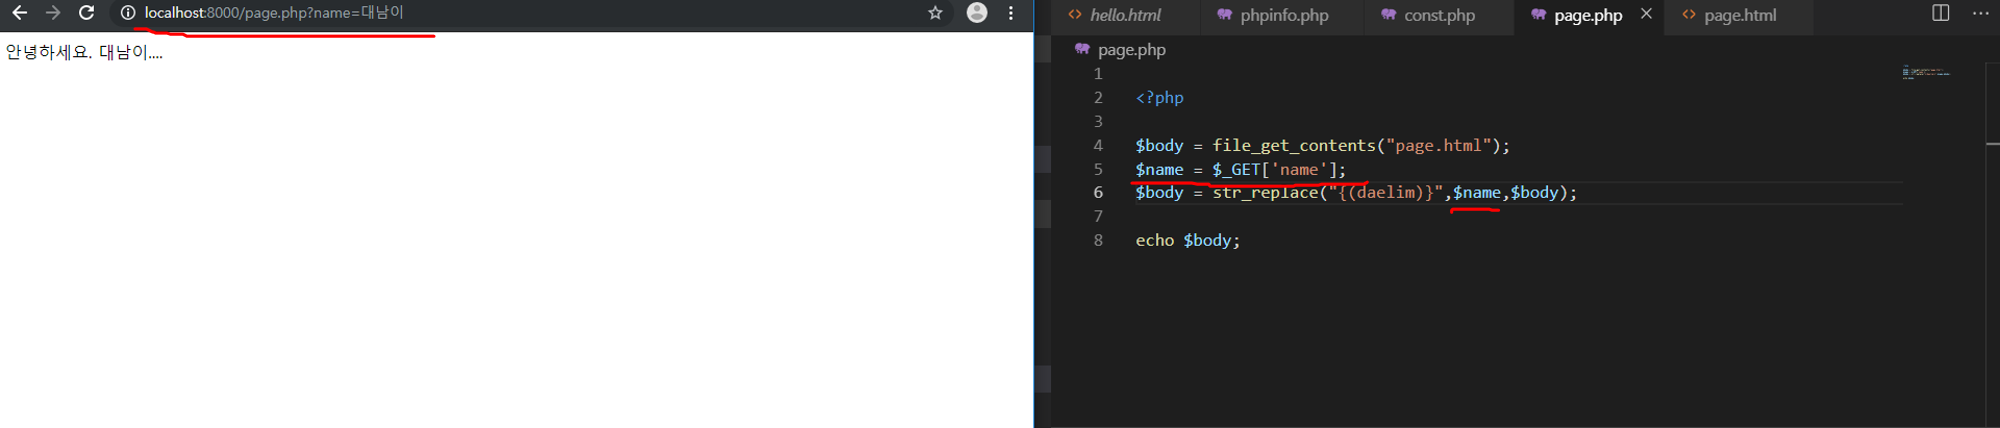 localhost:8000/page.php?name=대남이
안녕하세요. 대남이....
hello.html phpinfo.php const.php page.php page.html
page.php
1
2 <?php
3
4 $body = file_get_contents("page.html");
5 $name = $_GET['name'];
6 $body = str_replace("{(daelim)}",$name,$body);
7
8 echo $body;